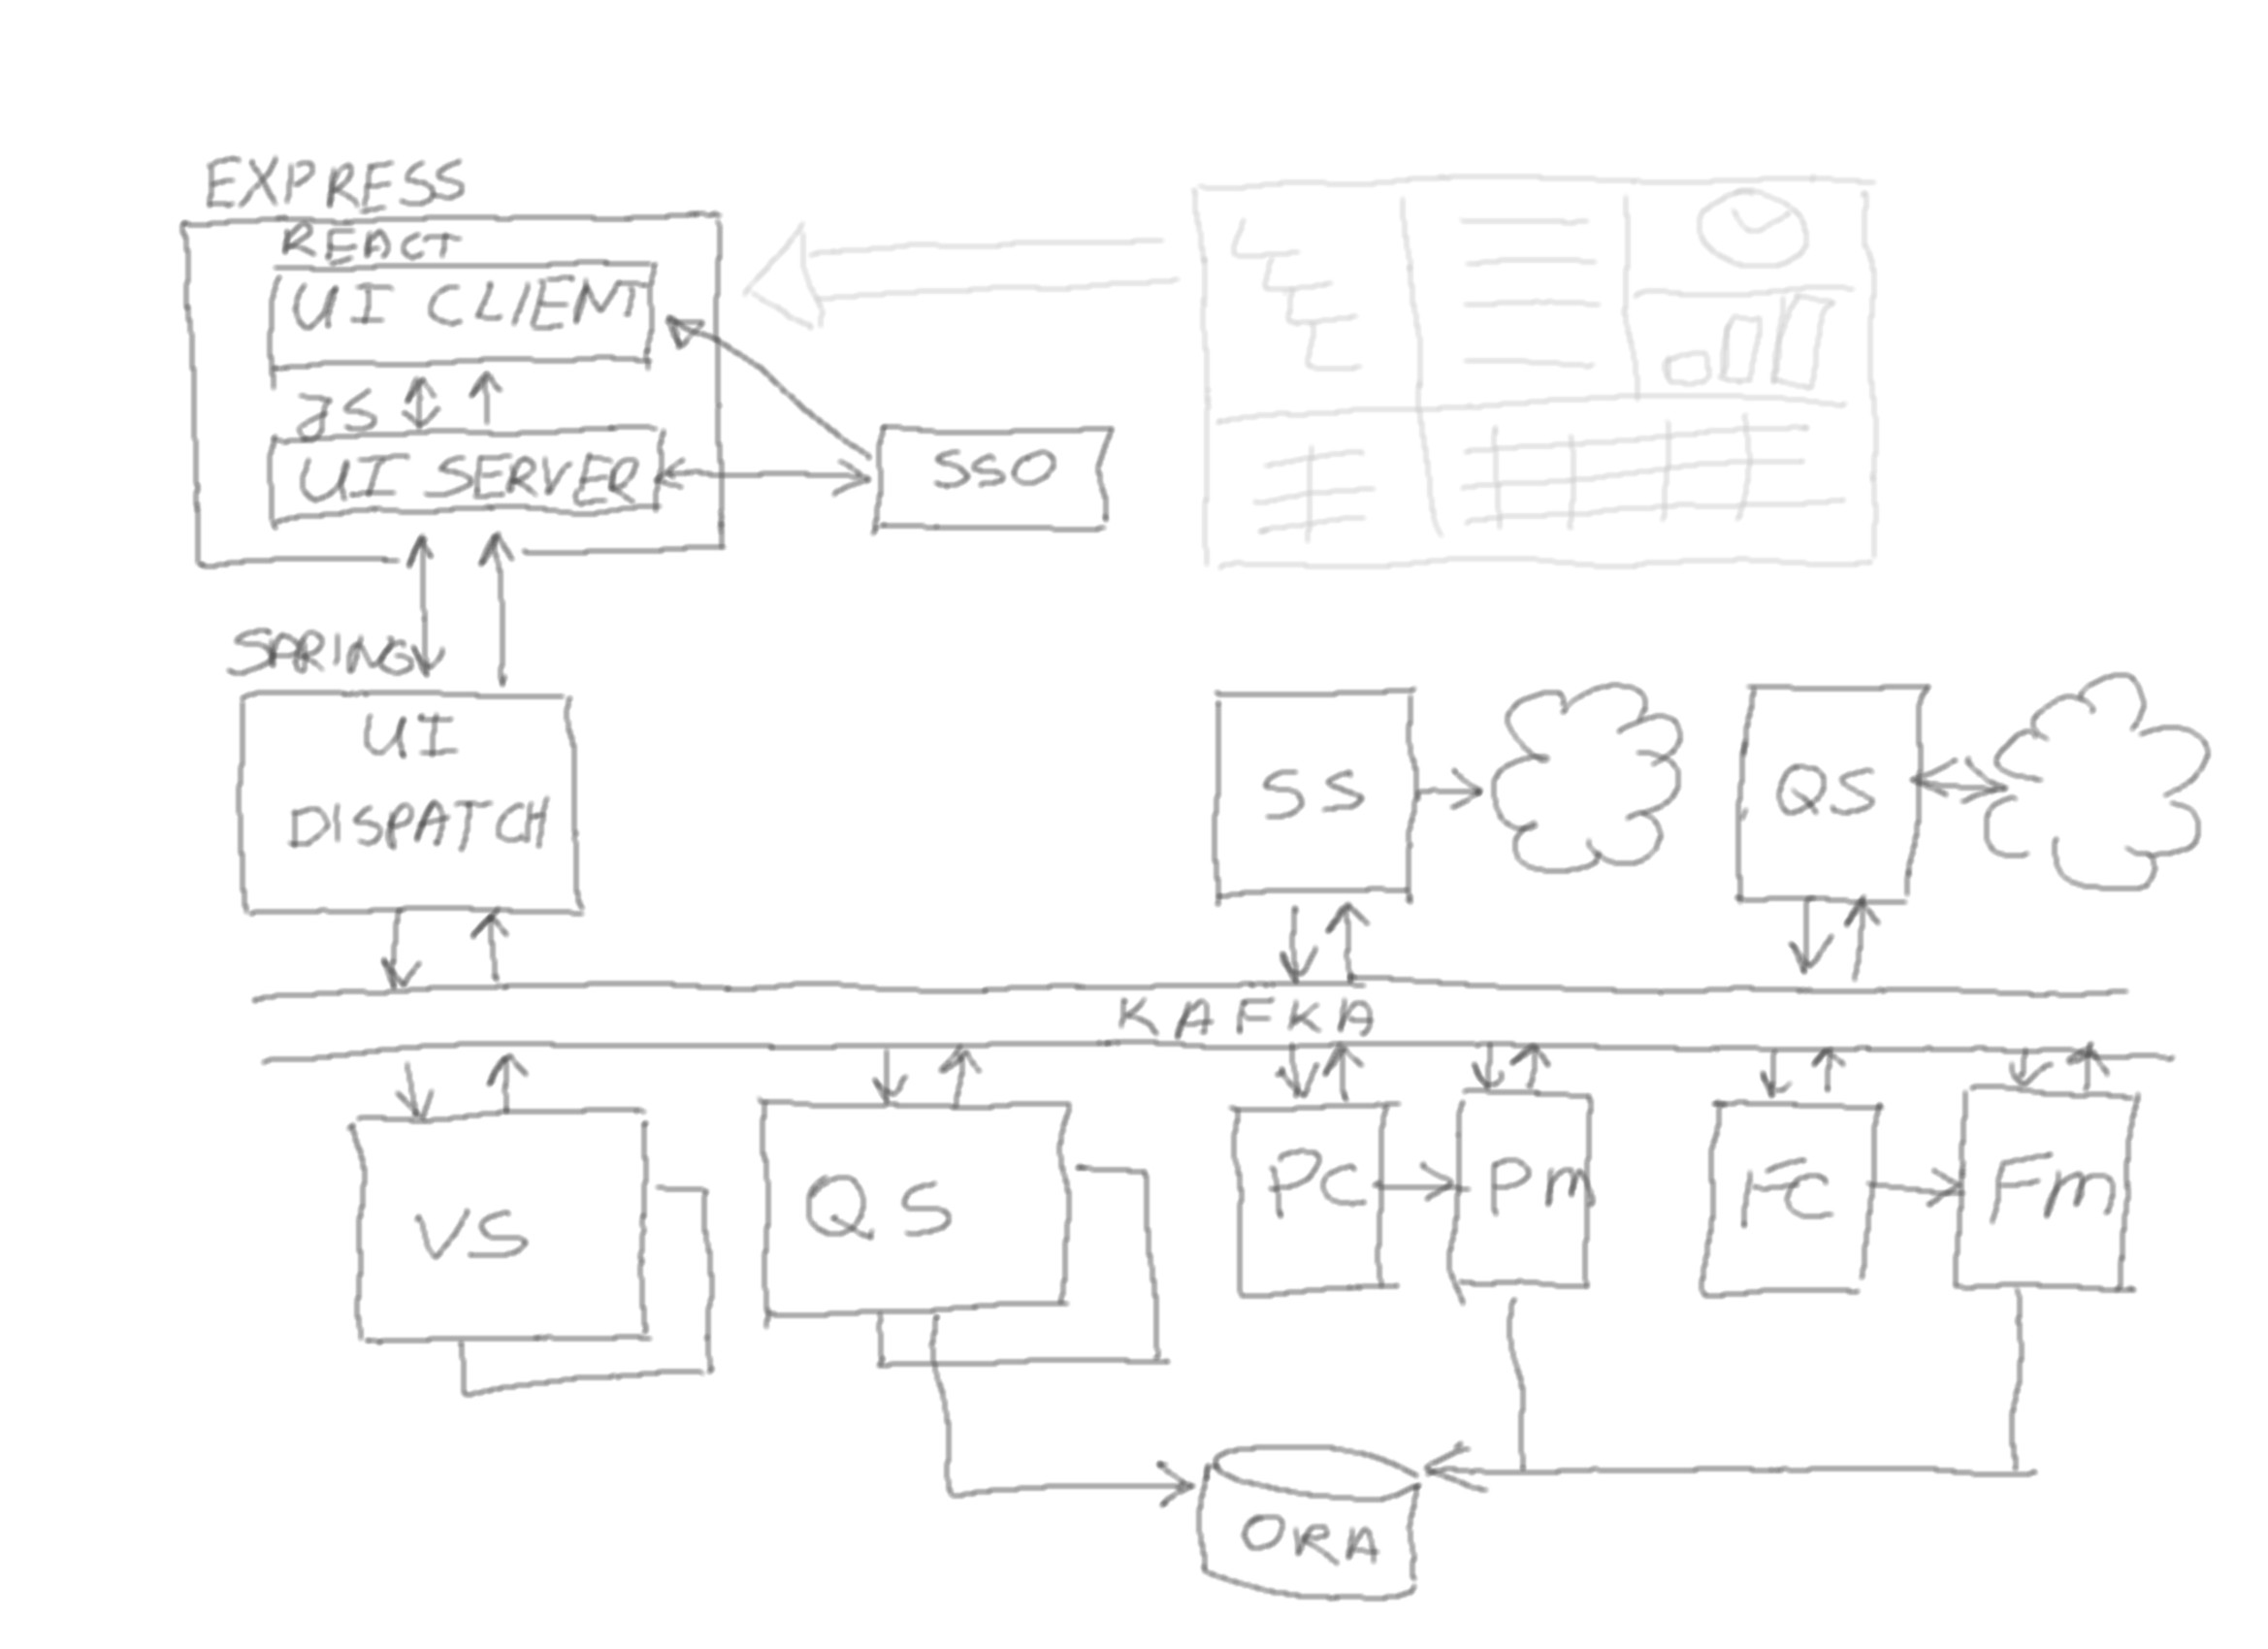 EXPRESS
REACT
UI CLIENT
JS
UI SERVER
SSO
SPRING
UI
DISPATCH
SS
QS
KAFKA
VS
QS
PC
PM
FC
FM
ORA